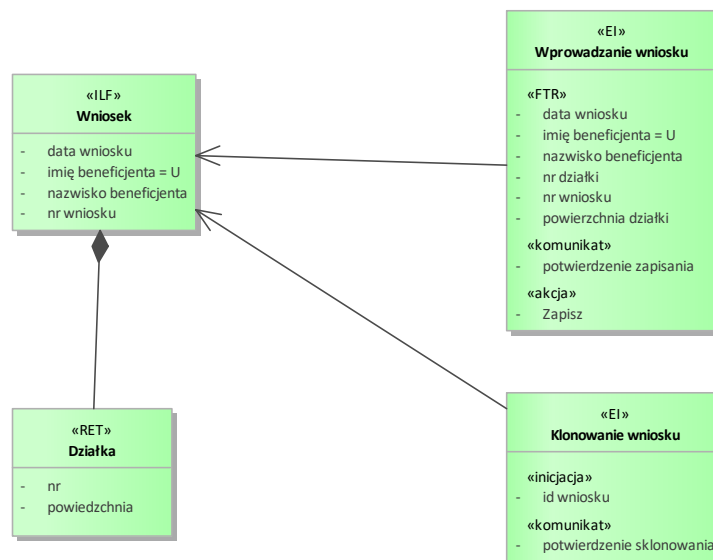 «ILF»
Wniosek
- data wniosku
- imię beneficjenta = U
- nazwisko beneficjenta
- nr wniosku
«RET»
Działka
- nr
- powiedzchnia
«EI»
Wprowadzanie wniosku
«FTR»
- data wniosku
- imię beneficjenta = U
- nazwisko beneficjenta
- nr działki
- nr wniosku
- powierzchnia działki
«komunikat»
- potwierdzenie zapisania
«akcja»
- Zapisz
«EI»
Klonowanie wniosku
«inicjacja»
- id wniosku
«komunikat»
- potwierdzenie sklonowania